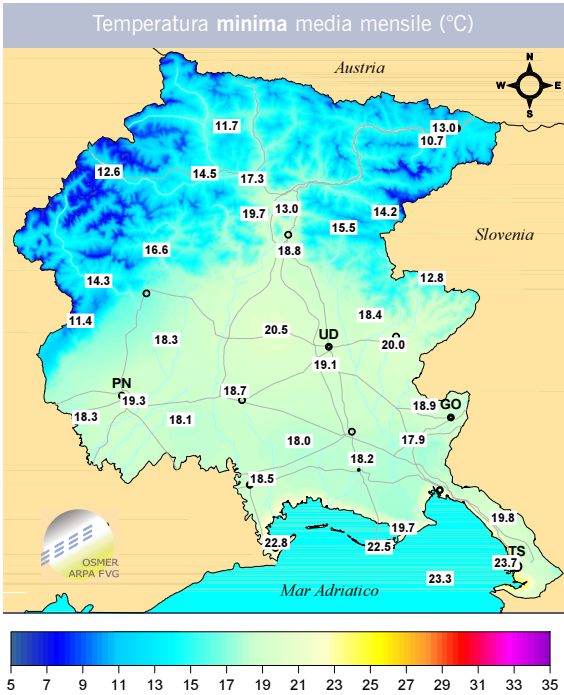 Temperatura minima media mensile (°C)
Austria
N
W E
S
11.7
13.0
10.7
12.6
14.5
17.3
19.7
13.0
14.2
15.5
Slovenia
16.6
18.8
14.3
12.8
11.4
18.4
20.5
UD
18.3
20.0
19.1
PN
18.7
19.3
18.9
GO
18.3
18.1
18.0
17.9
18.2
18.5
19.8
19.7
22.8
22.5
TS
23.7
OSMER
ARPA FVG
23.3
Mar Adriatico
5 7 9 11 13 15 17 19 21 23 25 27 29 31 33 35